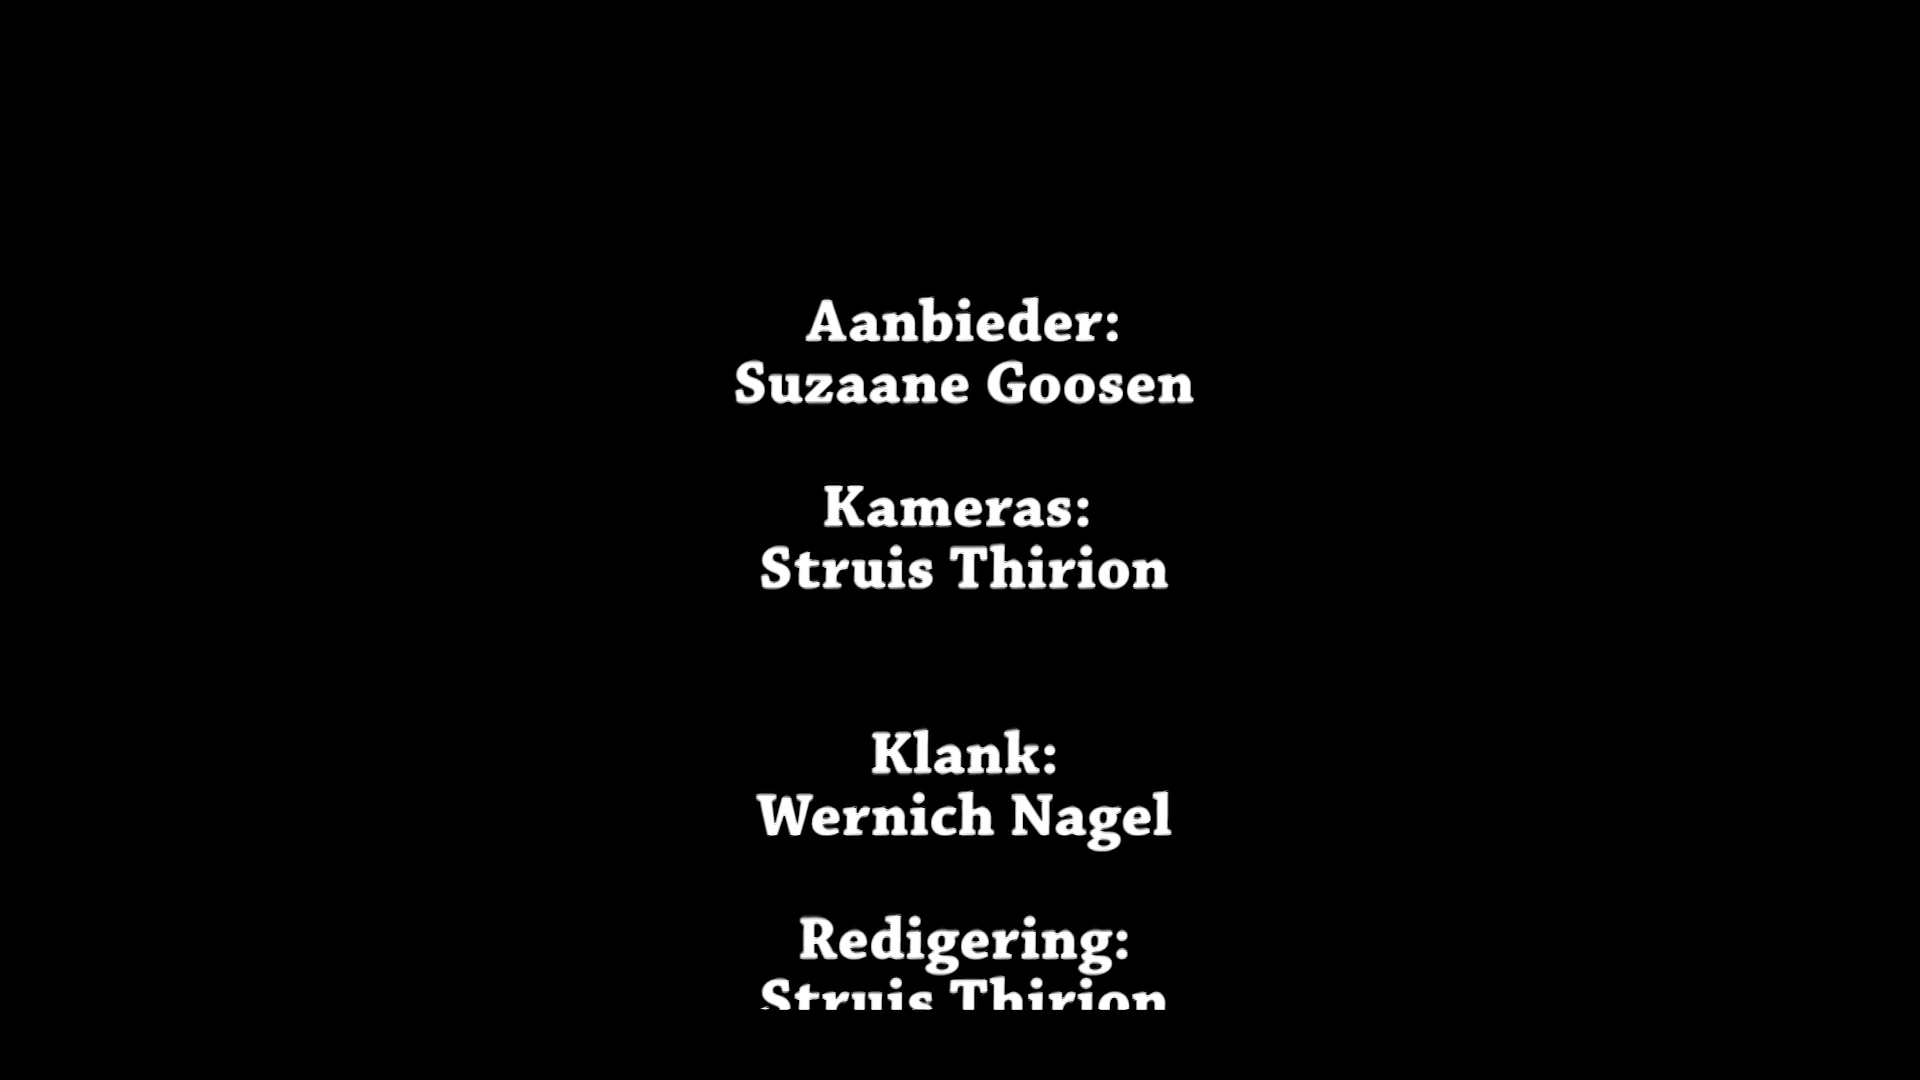 Aanbieder:
Suzaane Goosen
Kameras:
Struis Thirion
Klank:
Wernich Nagel
Redigering:
Struis Thirion